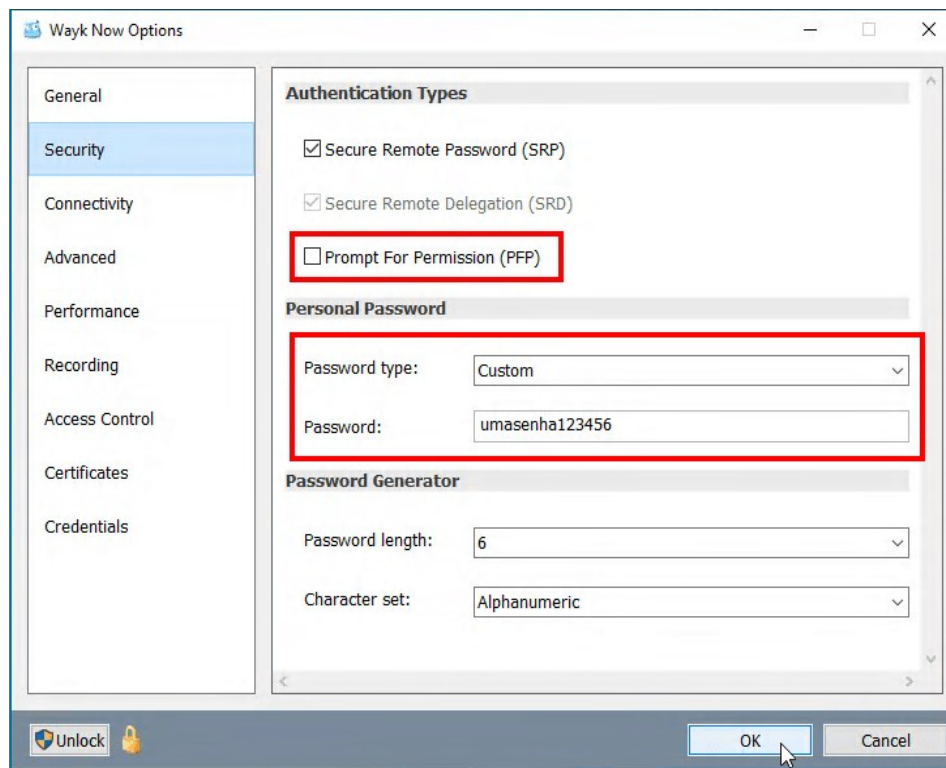 Wayk Now Options
General
Security
Connectivity
Advanced
Performance
Recording
Access Control
Certificates
Credentials
Authentication Types
Secure Remote Password (SRP)
Secure Remote Delegation (SRD)
Prompt For Permission (PFP)
Personal Password
Password type: Custom
Password: umasenha123456
Password Generator
Password length: 6
Character set: Alphanumeric
Unlock OK Cancel